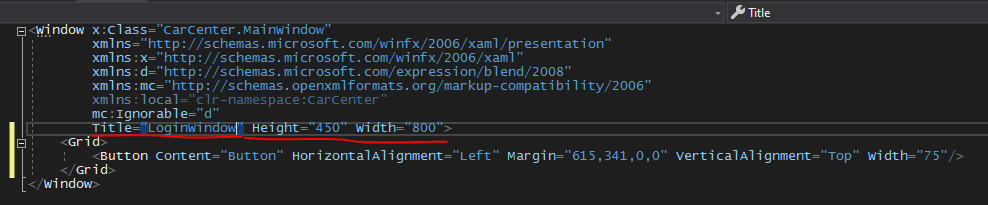 Title
<Window x:Class="CarCenter.MainWindow"
xmlns="http://schemas.microsoft.com/winfx/2006/xaml/presentation"
xmlns:x="http://schemas.microsoft.com/winfx/2006/xaml"
xmlns:d="http://schemas.microsoft.com/expression/blend/2008"
xmlns:mc="http://schemas.openxmlformats.org/markup-compatibility/2006"
xmlns:local="clr-namespace:CarCenter"
mc:Ignorable="d"
Title="LoginWindow" Height="450" Width="800">
<Grid>
<Button Content="Button" HorizontalAlignment="Left" Margin="615,341,0,0" VerticalAlignment="Top" Width="75"/>
</Grid>
</Window>